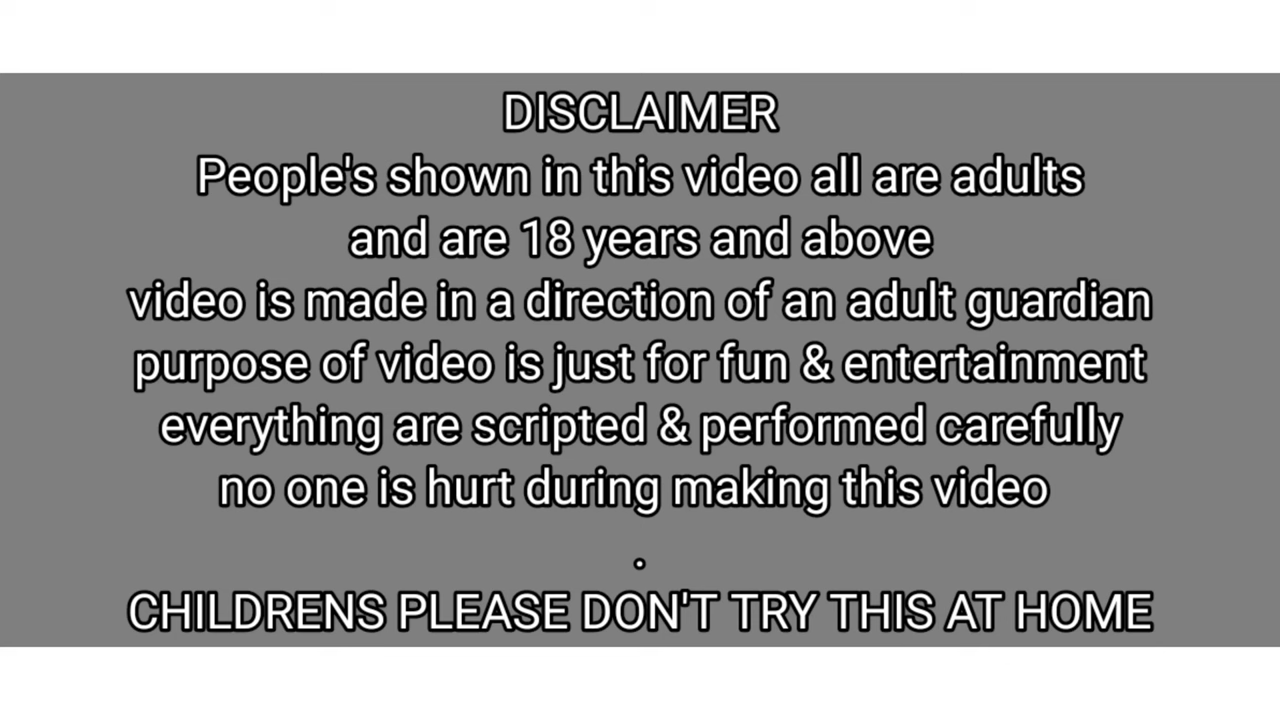 DISCLAIMER
People's shown in this video all are adults
and are 18 years and above
video is made in a direction of an adult guardian
purpose of video is just for fun & entertainment
everything are scripted & performed carefully
no one is hurt during making this video
.
CHILDRENS PLEASE DON'T TRY THIS AT HOME